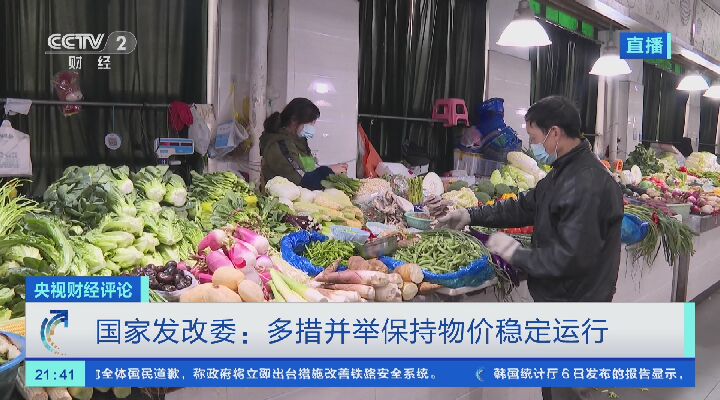 CCTV 2
财经
直播
央视财经评论
国家发改委：多措并举保持物价稳定运行
21:41
全体国民道歉，称政府将立即出台措施改善铁路安全系统。 韩国统计厅6日发布的报告显示，